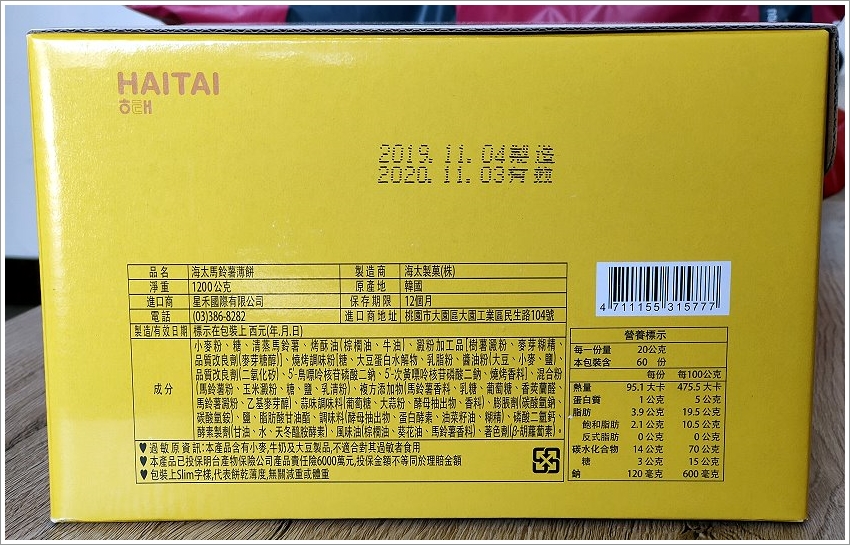 HAITAI
해태
2019. 11. 04製造
2020. 11. 03有效
品名 海太馬鈴薯薄餅 製造商 海太製菓(株)
淨重 1200公克 原產地 韓國
進口商 星禾國際有限公司 保存期限 12個月
電話 (03)386-8282 進口商地址 桃園市大園區大園工業區民生路104號
製造/有效日期 標示在包裝上 西元(年.月.日)
成分
小麥粉、糖、清蒸馬鈴薯、烤酥油(棕櫚油、牛油)、澱粉加工品(樹薯澱粉、麥芽糊精、
品質改良劑(麥芽糖醇))、燒烤調味粉(糖、大豆蛋白水解物、乳脂粉、醬油粉(大豆、小麥、鹽)、
品質改良劑(二氧化矽)、5'-鳥嘌呤核苷磷酸二鈉、5'-次黃嘌呤核苷磷酸二鈉、燒烤香料)、混合粉
(馬鈴薯粉、玉米澱粉、糖、鹽、乳清粉)、複方添加物(馬鈴薯香料、乳糖、葡萄糖、香莢蘭醛、
馬鈴薯澱粉、乙基麥芽醇)、蒜味調味料(葡萄糖、大蒜粉、酵母抽出物、香料)、膨脹劑(碳酸氫鈉、
碳酸氫銨)、鹽、脂肪酸甘油酯、調味料(酵母抽出物、蛋白酵素、油菜籽油、糊精)、磷酸二氫鈣、
酵素製劑(甘油、水、天冬醯胺酵素)、風味油(棕櫚油、葵花油、馬鈴薯香料)、著色劑(β-胡蘿蔔素)。
♥過敏原資訊:本產品含有小麥,牛奶及大豆製品,不適合對其過敏者食用
♥本產品已投保明台產物保險公司產品責任險6000萬元,投保金額不等同於理賠金額
♥包裝上Slim字樣,代表餅乾薄度,無關減重或體重
4 711155 315777
營養標示
每一份量 20公克
本包裝含 60 份
每份 每100公克
熱量 95.1 大卡 475.5 大卡
蛋白質 1 公克 5 公克
脂肪 3.9 公克 19.5 公克
飽和脂肪 2.1 公克 10.5 公克
反式脂肪 0 公克 0 公克
碳水化合物 14 公克 70 公克
糖 3 公克 15 公克
鈉 120 毫克 600 毫克